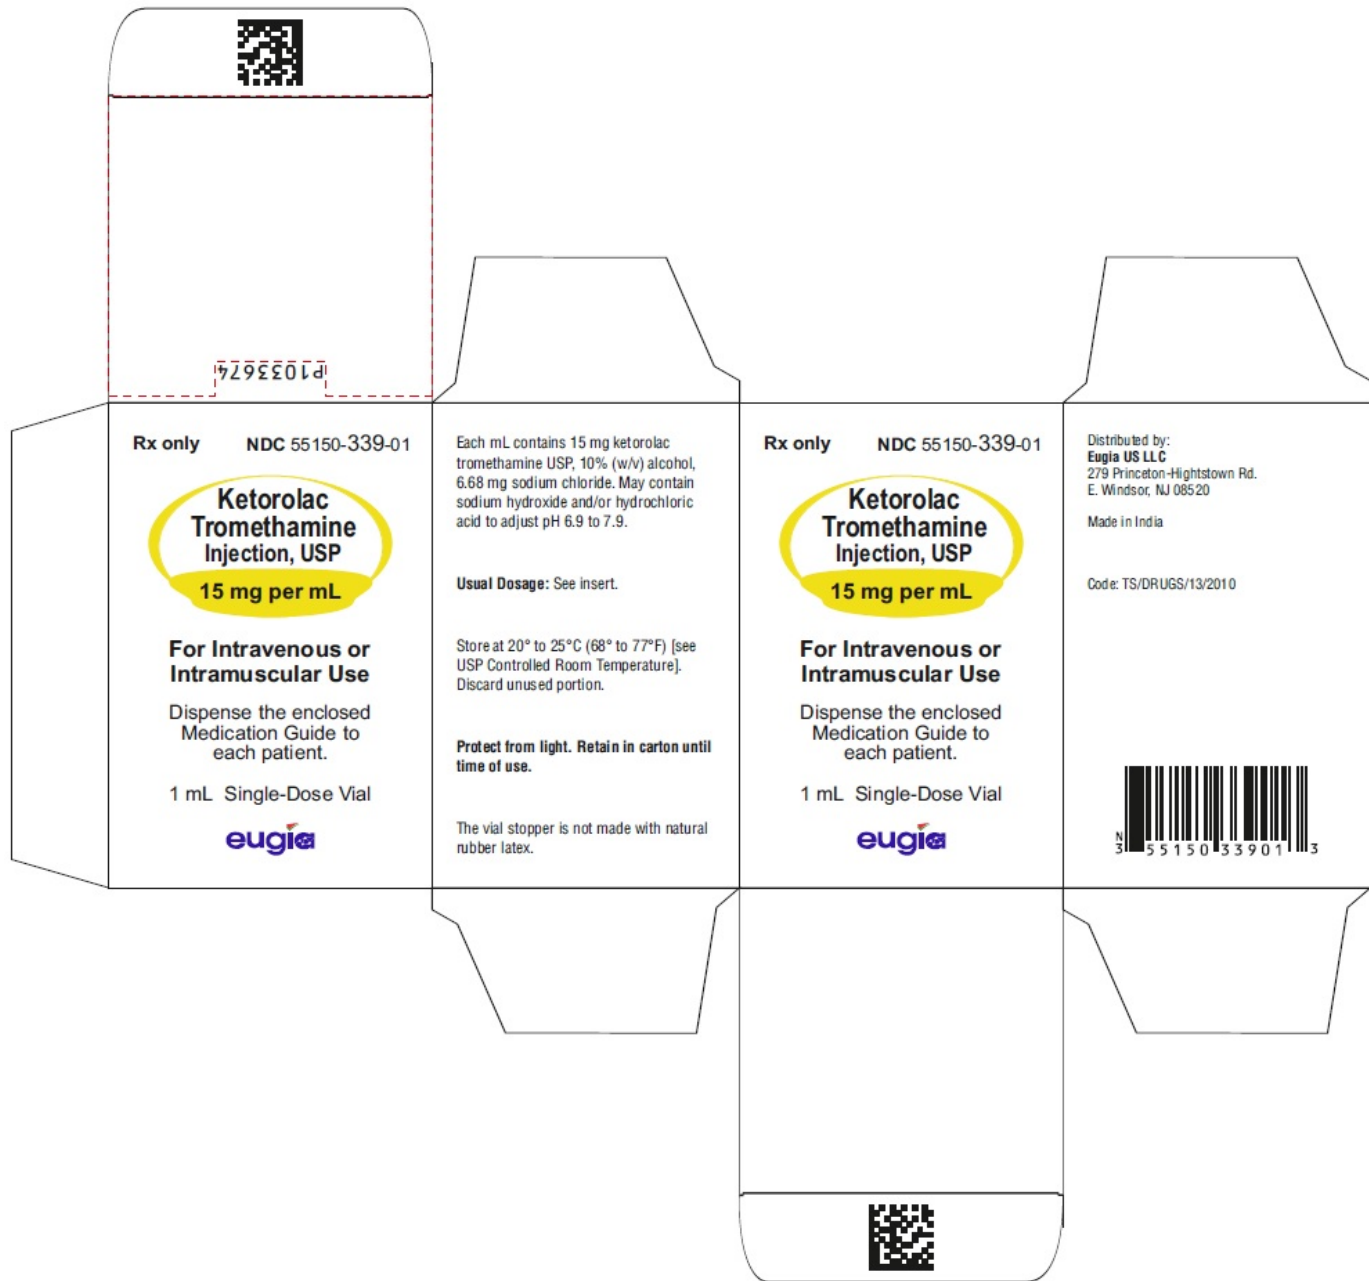 P1033674
Rx only NDC 55150-339-01
Ketorolac
Tromethamine
Injection, USP
15 mg per mL
For Intravenous or
Intramuscular Use
Dispense the enclosed
Medication Guide to
each patient.
1 mL Single-Dose Vial
eugia
Each mL contains 15 mg ketorolac
tromethamine USP, 10% (w/v) alcohol,
6.68 mg sodium chloride. May contain
sodium hydroxide and/or hydrochloric
acid to adjust pH 6.9 to 7.9.
Usual Dosage: See insert.
Store at 20° to 25°C (68° to 77°F) [see
USP Controlled Room Temperature].
Discard unused portion.
Protect from light. Retain in carton until
time of use.
The vial stopper is not made with natural
rubber latex.
Rx only NDC 55150-339-01
Ketorolac
Tromethamine
Injection, USP
15 mg per mL
For Intravenous or
Intramuscular Use
Dispense the enclosed
Medication Guide to
each patient.
1 mL Single-Dose Vial
eugia
Distributed by:
Eugia US LLC
279 Princeton-Hightstown Rd.
E. Windsor, NJ 08520
Made in India
Code: TS/DRUGS/13/2010
N
3 55150 33901 3